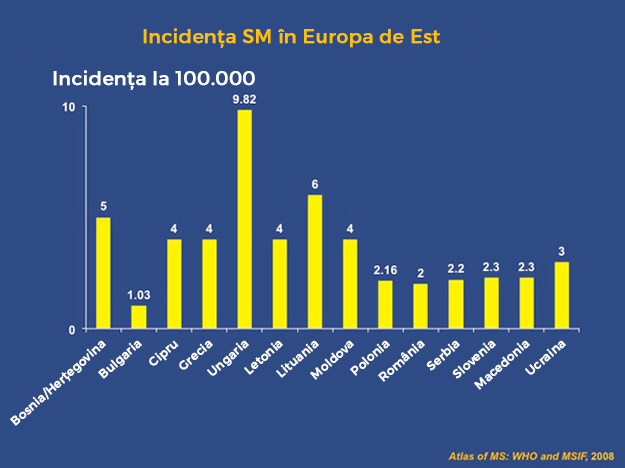 Incidența SM în Europa de Est
Incidența la 100.000
10
9.82
6
5
4
4
4
4
3
2.16
2
2.2
2.3
2.3
1.03
0
Bosnia/Herțegovina
Bulgaria
Cipru
Grecia
Ungaria
Letonia
Lituania
Moldova
Polonia
România
Serbia
Slovenia
Macedonia
Ucraina
Atlas of MS: WHO and MSIF, 2008